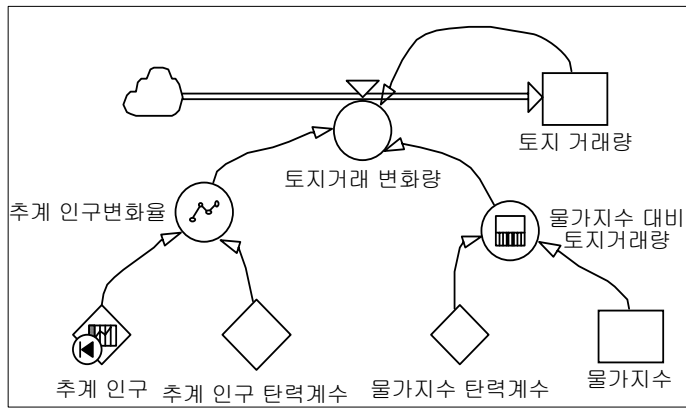 토지 거래량
토지거래 변화량
추계 인구변화율
물가지수 대비
토지거래량
추계 인구
추계 인구 탄력계수
물가지수 탄력계수
물가지수